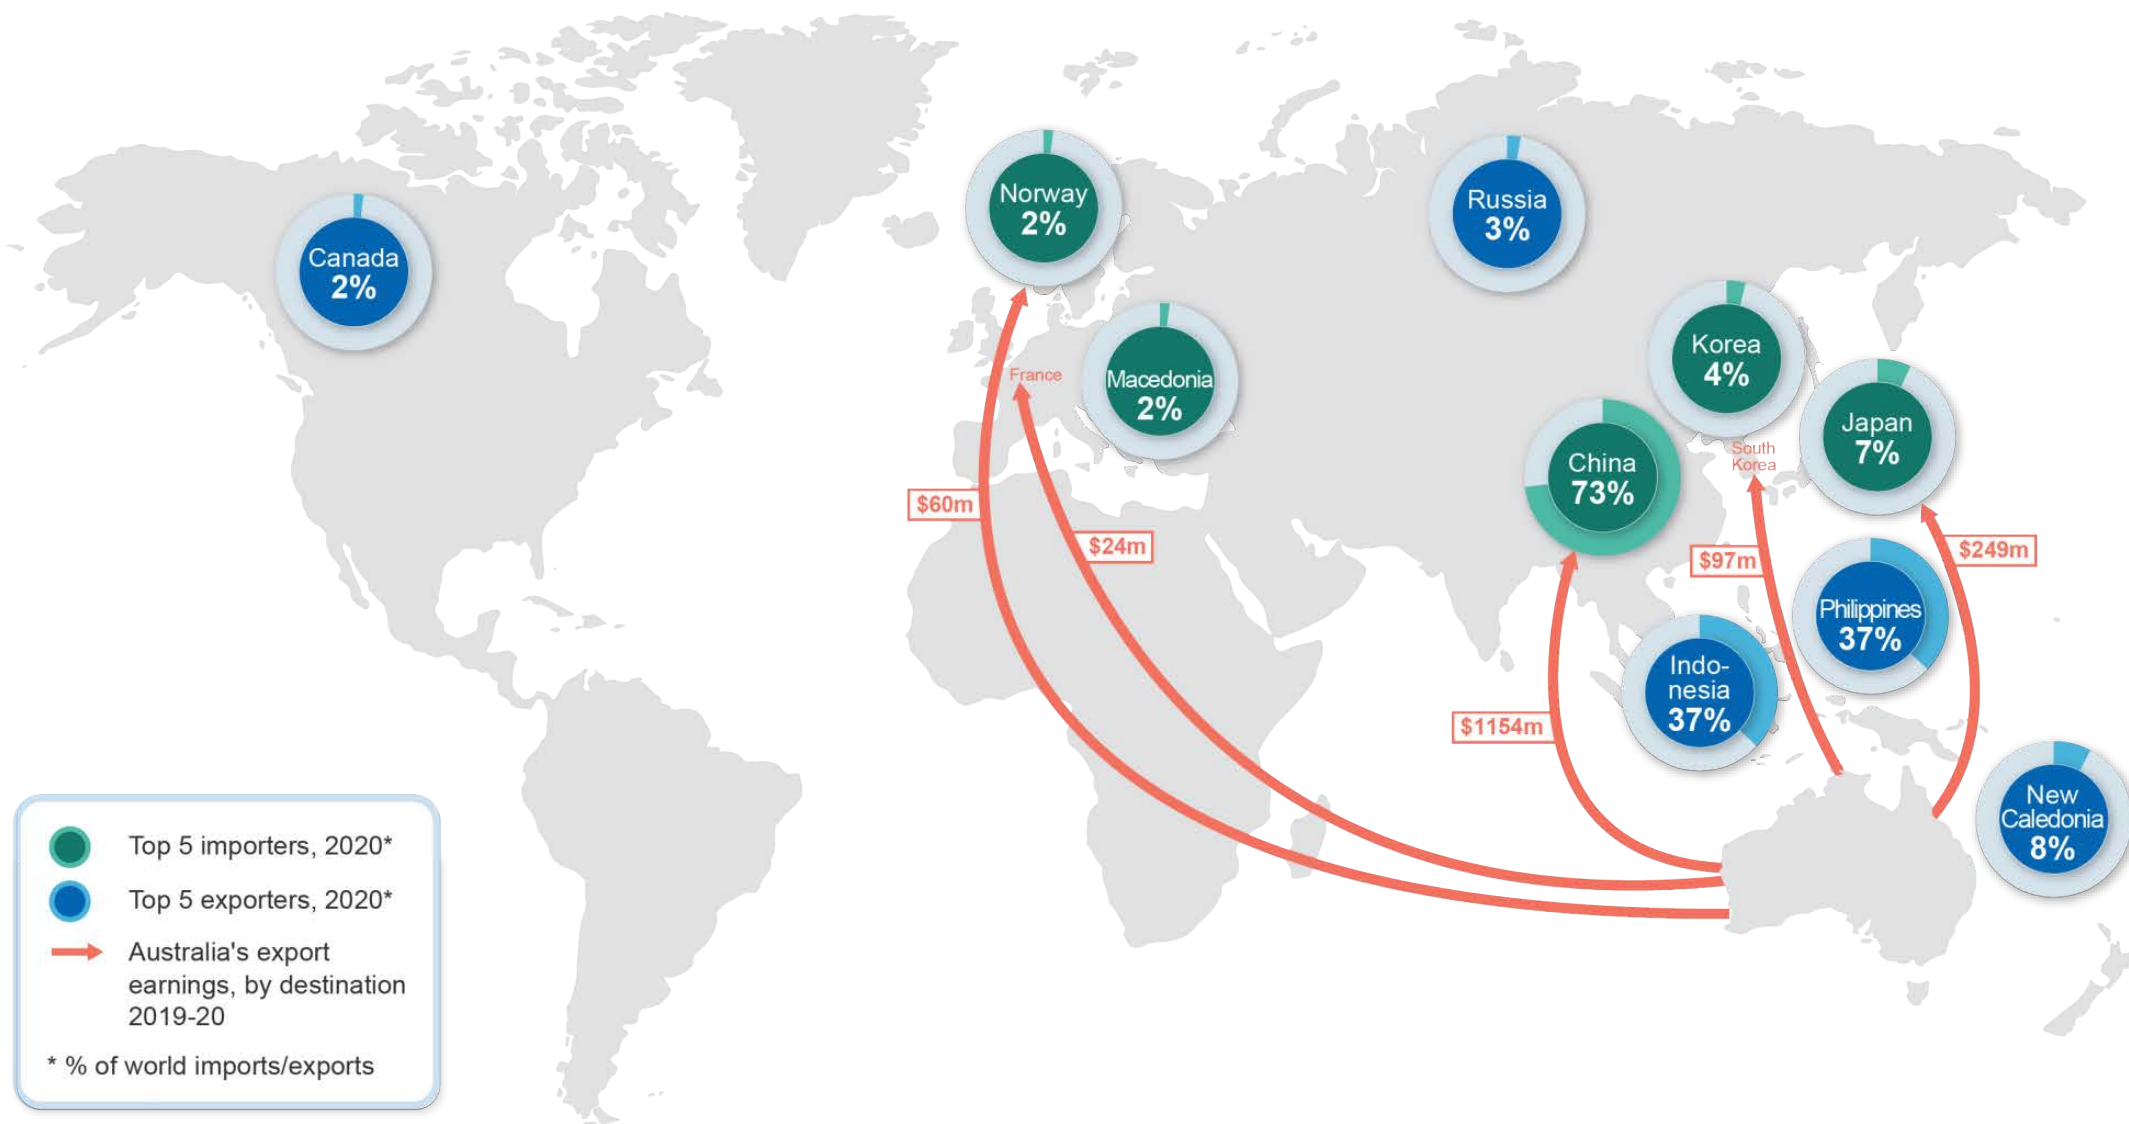 Norway
2%
Russia
3%
Canada
2%
Korea
4%
Macedonia
2%
France
Japan
7%
China
73%
South
Korea
$60m
$24m
$97m
$249m
Philippines
37%
Indo-
nesia
37%
$1154m
New
Caledonia
8%
Top 5 importers, 2020*
Top 5 exporters, 2020*
Australia's export
earnings, by destination
2019-20
* % of world imports/exports